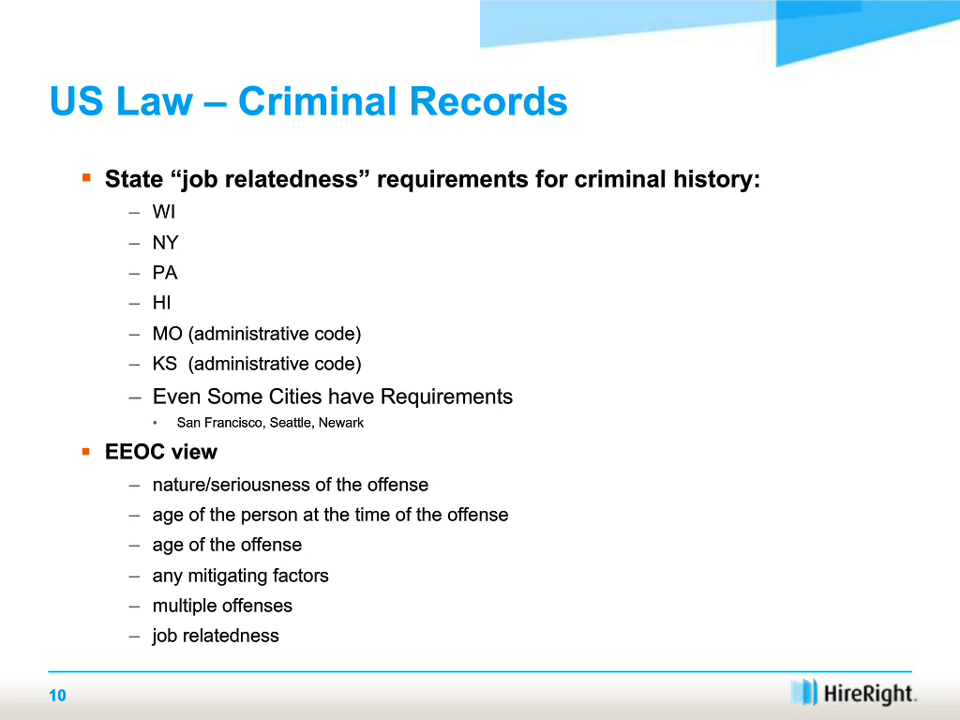 US Law – Criminal Records
▪ State “job relatedness” requirements for criminal history:
– WI
– NY
– PA
– HI
– MO (administrative code)
– KS (administrative code)
– Even Some Cities have Requirements
• San Francisco, Seattle, Newark
▪ EEOC view
– nature/seriousness of the offense
– age of the person at the time of the offense
– age of the offense
– any mitigating factors
– multiple offenses
– job relatedness
10
HireRight.